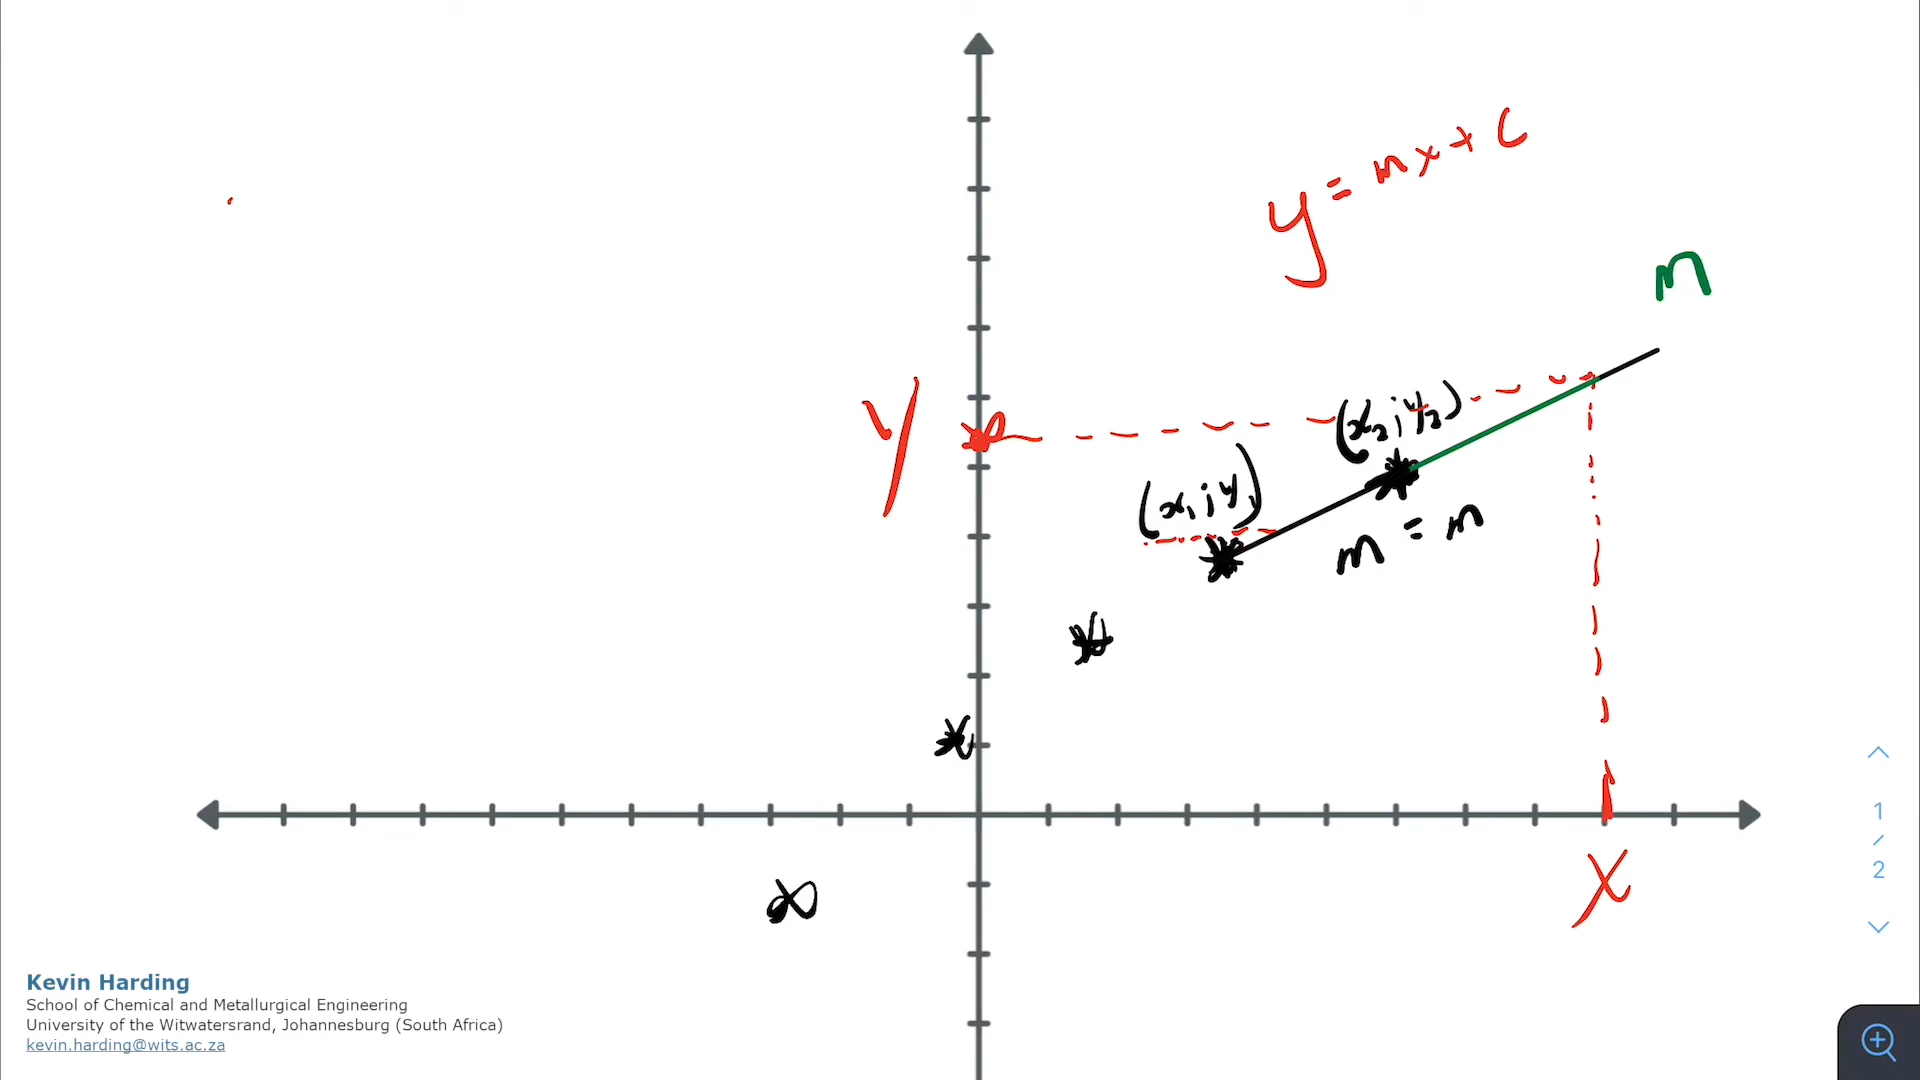 y = mx + c
m
y
(x₂; y₂)
(x₁; y₁)
m = m
x
1
/
2
Kevin Harding
School of Chemical and Metallurgical Engineering
University of the Witwatersrand, Johannesburg (South Africa)
kevin.harding@wits.ac.za